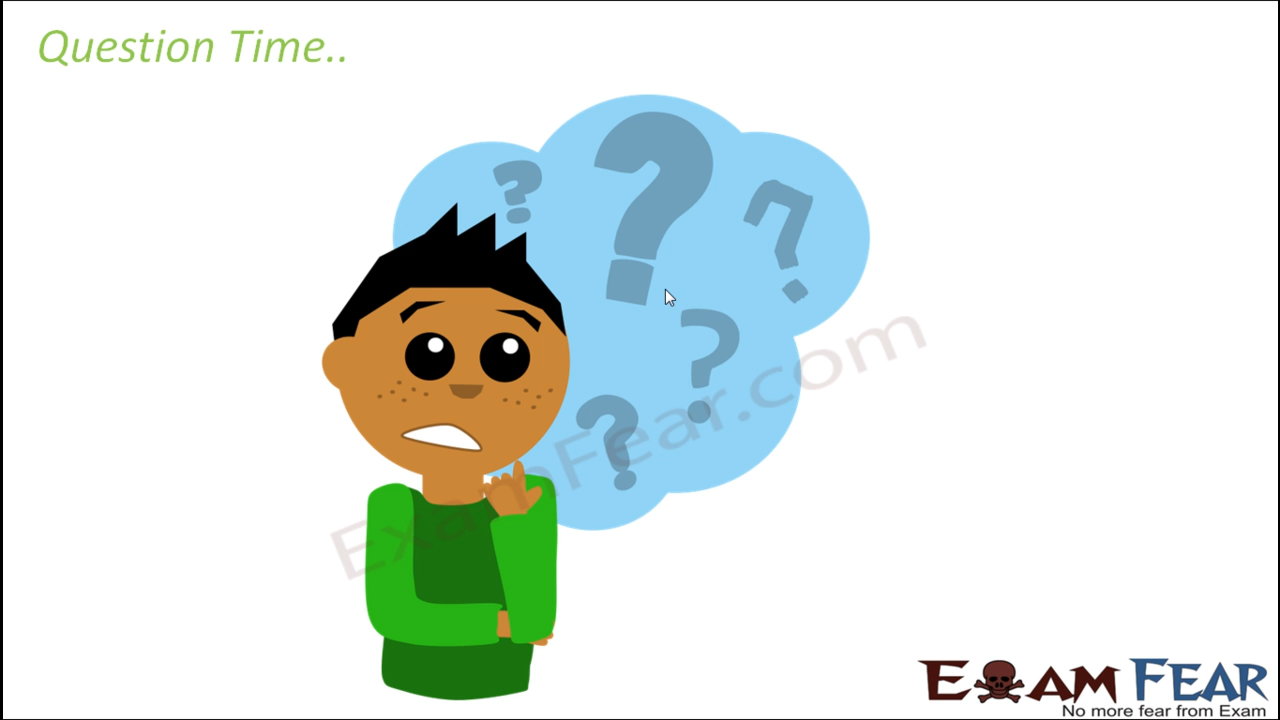 Question Time..
? ? ?
?
?
ExamFear.com
EXAM FEAR
No more fear from Exam